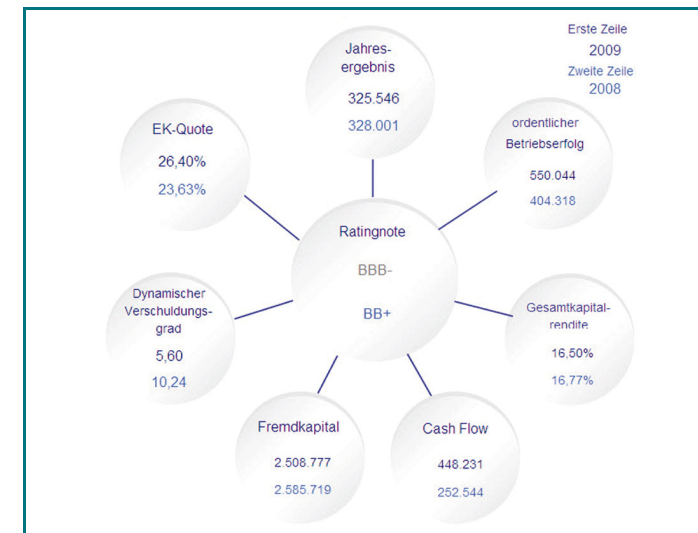 Erste Zeile
2009
Zweite Zeile
2008
Jahres-
ergebnis
325.546
328.001
EK-Quote
26,40%
23,63%
ordentlicher
Betriebserfolg
550.044
404.318
Ratingnote
BBB-
BB+
Dynamischer
Verschuldungs-
grad
5,60
10,24
Gesamtkapital-
rendite
16,50%
16,77%
Fremdkapital
2.508.777
2.585.719
Cash Flow
448.231
252.544